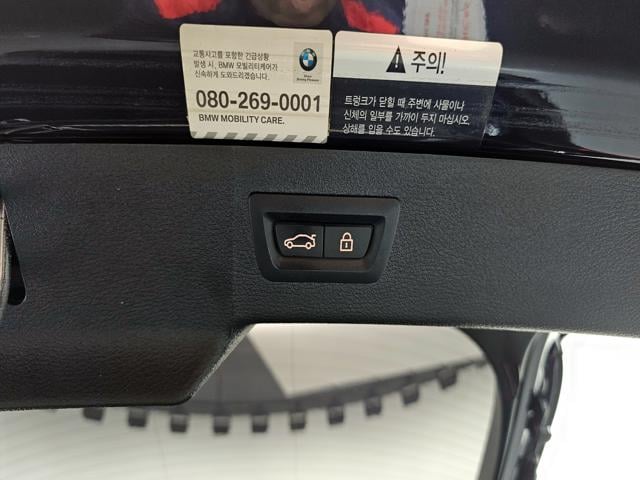 교통사고를 포함한 긴급상황
발생 시, BMW 모빌리티케어가
신속하게 도와드리겠습니다.
080-269-0001
BMW MOBILITY CARE.
주의!
트렁크가 닫힐 때 주변에 사물이나
신체의 일부를 가까이 두지 마십시오.
상해를 입을 수도 있습니다.